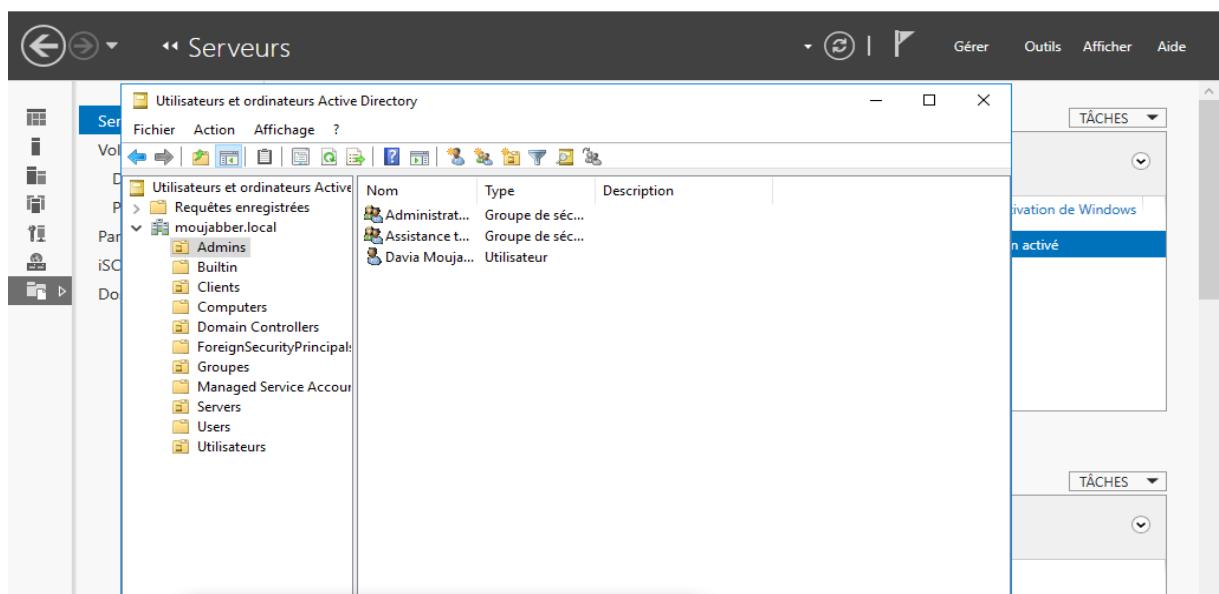 Serveurs
Gérer Outils Afficher Aide
Utilisateurs et ordinateurs Active Directory
Fichier Action Affichage ?
Utilisateurs et ordinateurs Active
Requêtes enregistrées
moujabber.local
Admins
Builtin
Clients
Computers
Domain Controllers
ForeignSecurityPrincipal
Groupes
Managed Service Accour
Servers
Users
Utilisateurs
Nom Type Description
Administrat... Groupe de séc...
Assistance t... Groupe de séc...
Davia Mouja... Utilisateur
Ser
Vol
D
P
Par
iSC
Do
TÂCHES
ivation de Windows
n activé
TÂCHES